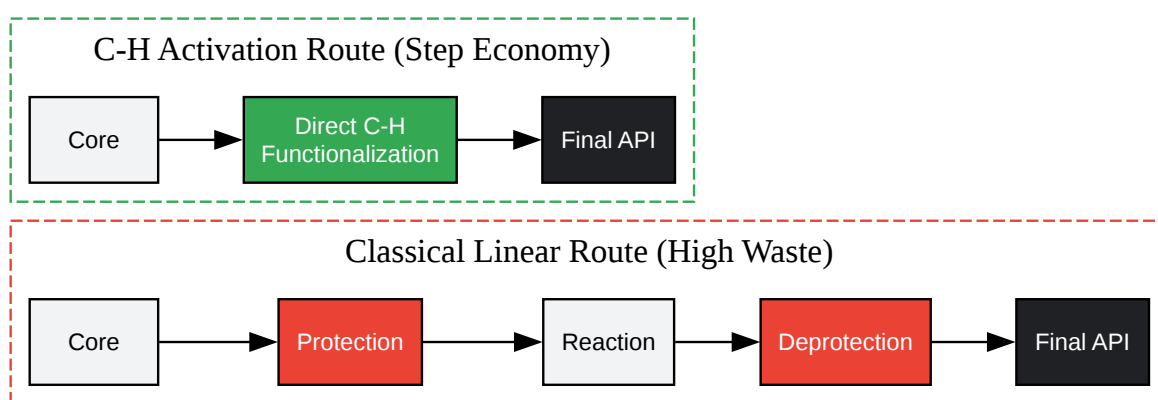 C-H Activation Route (Step Economy)
Core
Direct C-H
Functionalization
Final API
Classical Linear Route (High Waste)
Core
Protection
Reaction
Deprotection
Final API